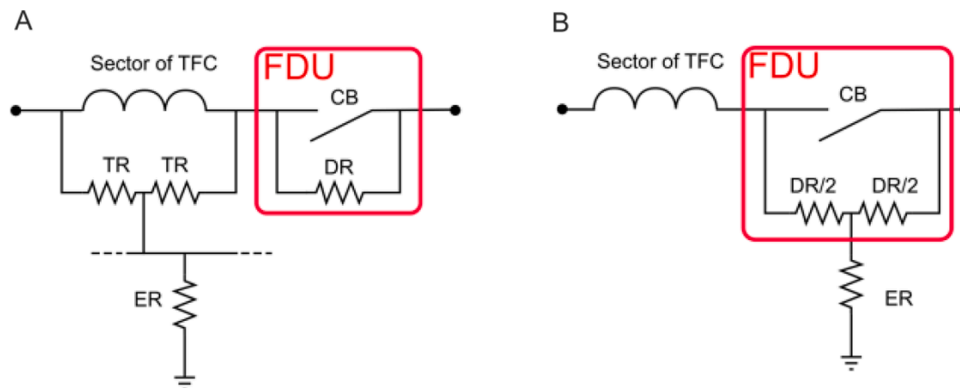 A
Sector of TFC
FDU
CB
TR TR
DR
ER
B
Sector of TFC
FDU
CB
DR/2 DR/2
ER